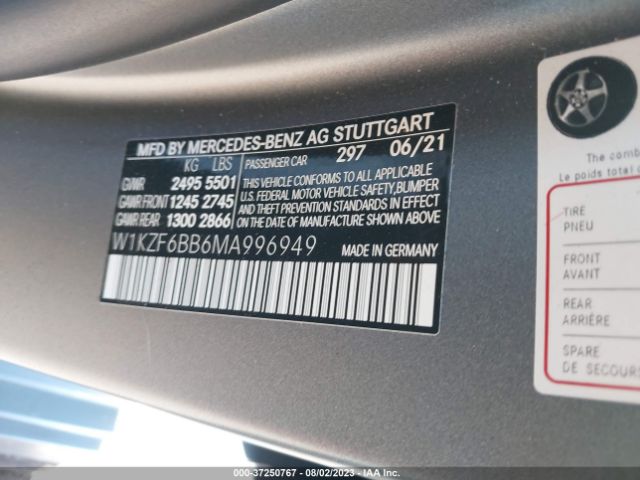 MFD BY MERCEDES-BENZ AG STUTTGART
KG LBS PASSENGER CAR 297 06/21
GVWR 2495 5501
GAWR FRONT 1245 2745
GAWR REAR 1300 2866
THIS VEHICLE CONFORMS TO ALL APPLICABLE
U.S. FEDERAL MOTOR VEHICLE SAFETY, BUMPER
AND THEFT PREVENTION STANDARDS IN EFFECT
ON THE DATE OF MANUFACTURE SHOWN ABOVE.
W1KZF6BB6MA996949
MADE IN GERMANY
The comb
Le poids total
TIRE
PNEU
FRONT
AVANT
REAR
ARRIÈRE
SPARE
DE SECOURS
000-37250767 - 08/02/2023 - IAA Inc.